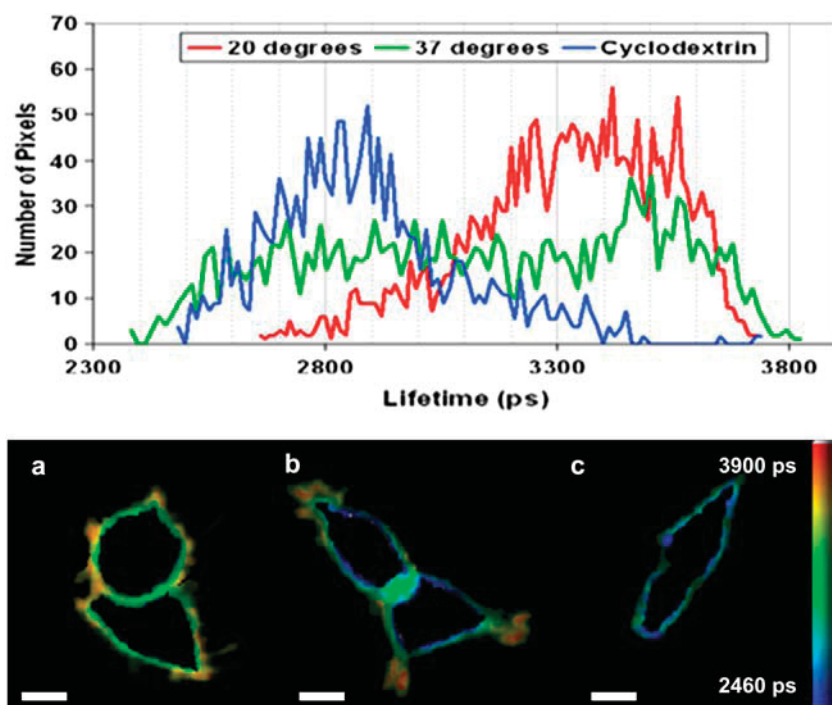 70
60
50
40
30
20
10
0
Number of Pixels
20 degrees 37 degrees Cyclodextrin
2300 2800 3300 3800
Lifetime (ps)
a b c 3900 ps
2460 ps